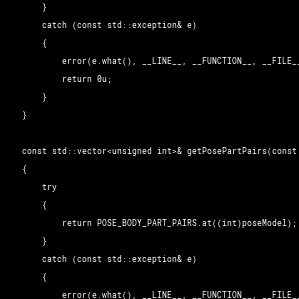 }
catch (const std::exception& e)
{
error(e.what(), __LINE__, __FUNCTION__, __FILE_
return 0u;
}
}
const std::vector<unsigned int>& getPosePartPairs(const
{
try
{
return POSE_BODY_PART_PAIRS.at((int)poseModel);
}
catch (const std::exception& e)
{
error(e.what(), __LINE__, __FUNCTION__, __FILE_